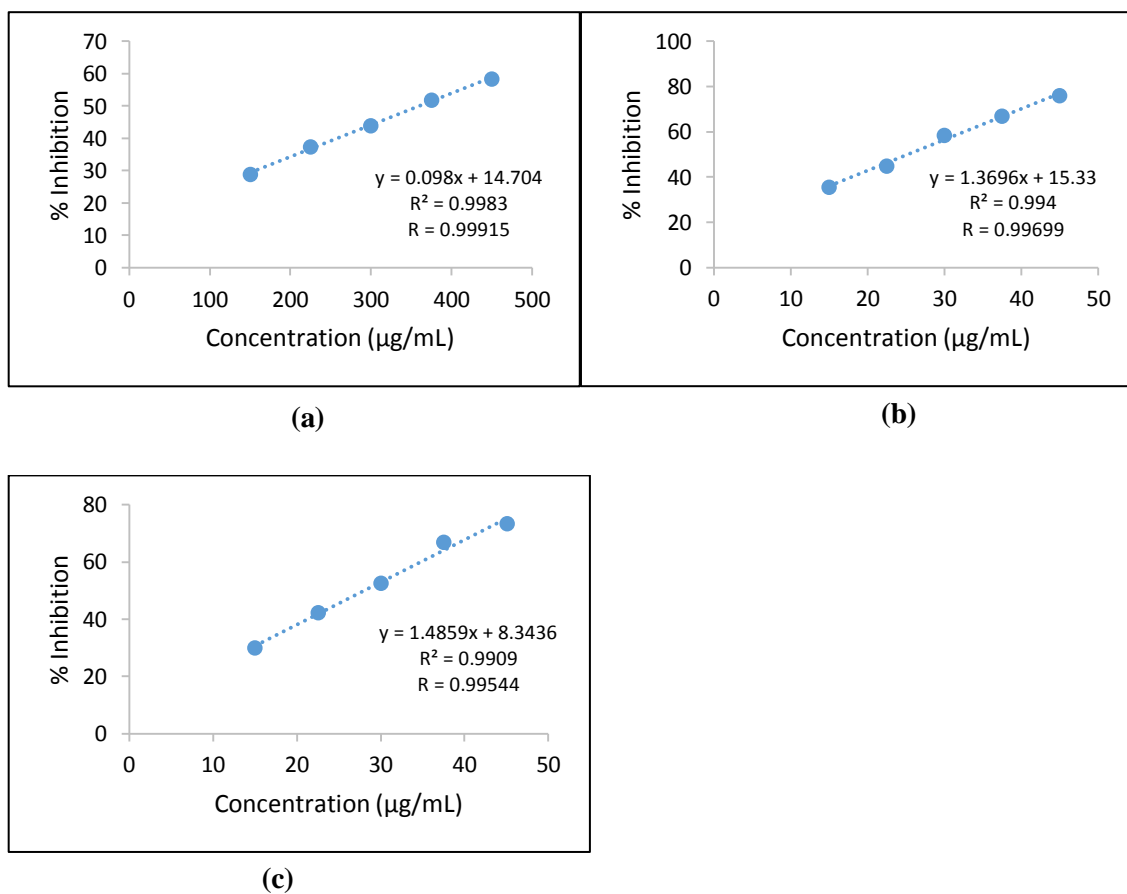 70
60
50
40
30
20
10
0
% Inhibition
y = 0.098x + 14.704
R² = 0.9983
R = 0.99915
0 100 200 300 400 500
Concentration (µg/mL)
(a)
100
80
60
40
20
0
% Inhibition
y = 1.3696x + 15.33
R² = 0.994
R = 0.99699
0 10 20 30 40 50
Concentration (µg/mL)
(b)
80
60
40
20
0
% Inhibition
y = 1.4859x + 8.3436
R² = 0.9909
R = 0.99544
0 10 20 30 40 50
Concentration (µg/mL)
(c)